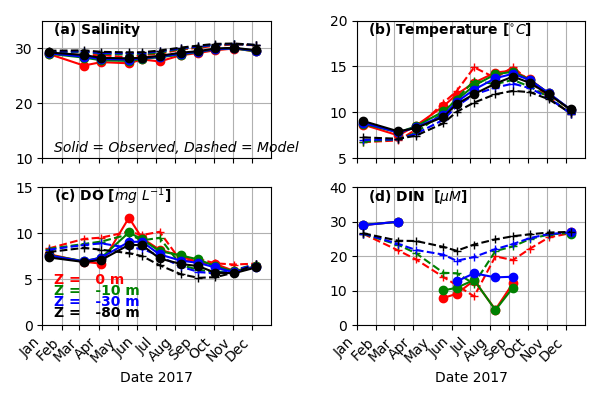 (a) Salinity
(b) Temperature [°C]
30
20
10
Solid = Observed, Dashed = Model
20
15
10
5
(c) DO [mg L⁻¹]
(d) DIN [μM]
15
10
5
0
Z = 0 m
Z = -10 m
Z = -30 m
Z = -80 m
40
30
20
10
0
Jan Feb Mar Apr May Jun Jul Aug Sep Oct Nov Dec
Jan Feb Mar Apr May Jun Jul Aug Sep Oct Nov Dec
Date 2017
Date 2017